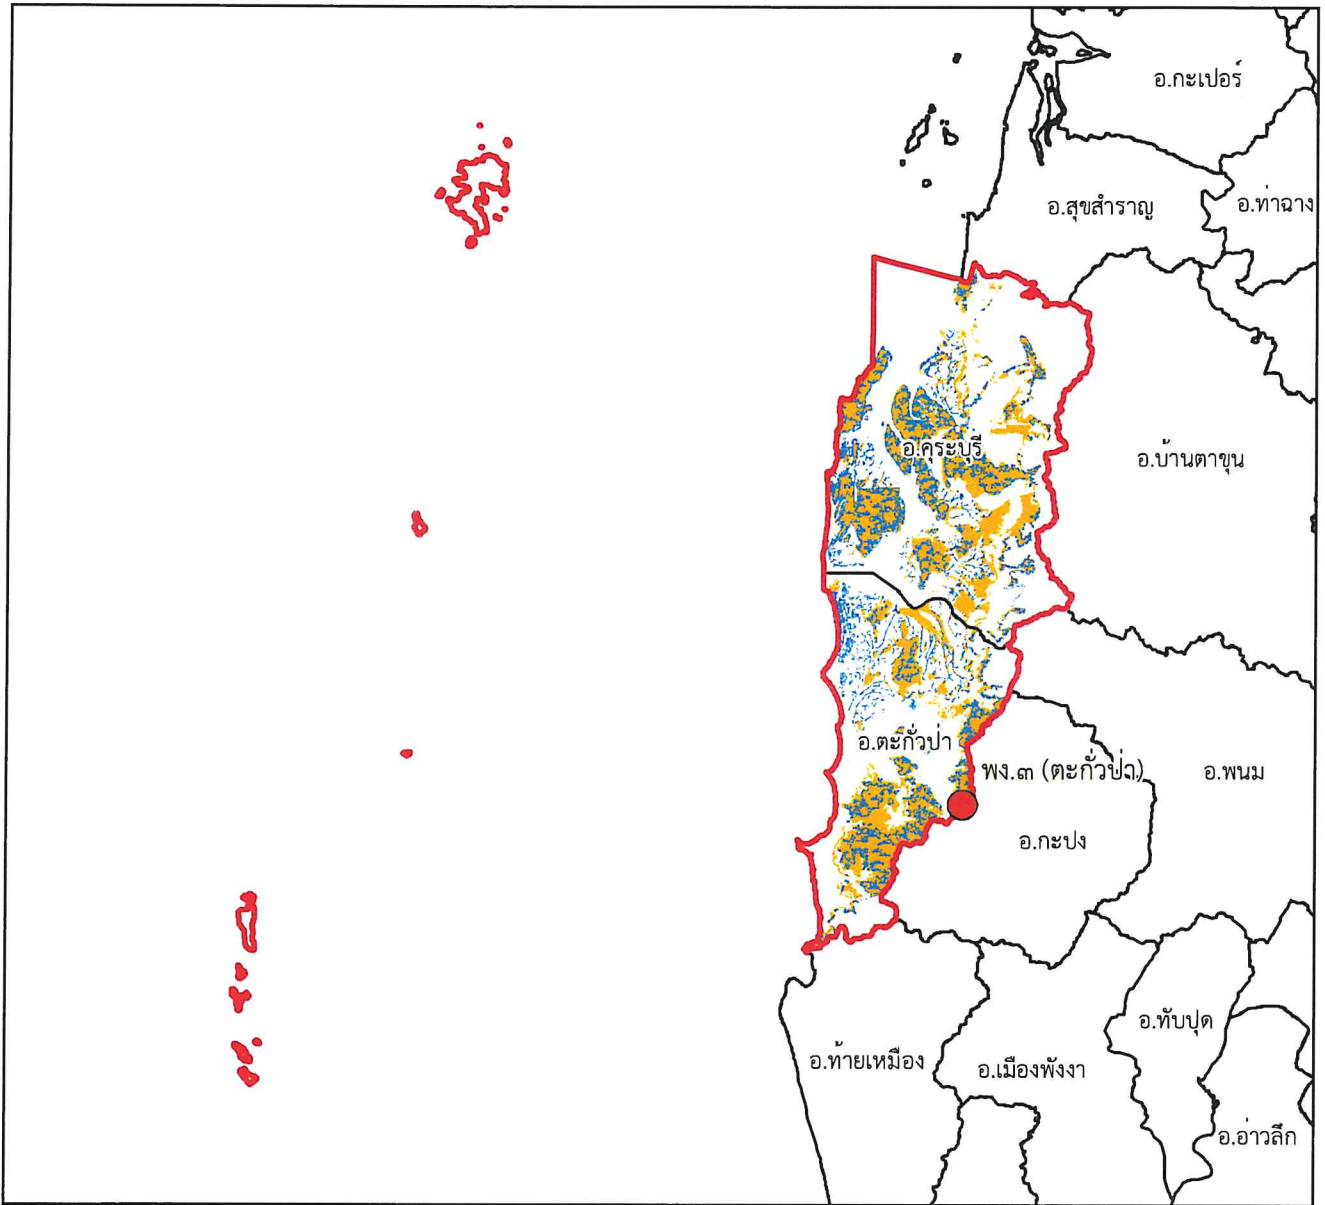 อ.กะเปอร์
อ.สุขสำราญ
อ.ท่าฉาง
อ.คุระบุรี
อ.บ้านตาขุน
อ.ตะกั่วป่า
พง.๓ (ตะกั่วป่า)
อ.พนม
อ.กะปง
อ.ทับปุด
อ.ท้ายเหมือง
อ.เมืองพังงา
อ.อ่าวลึก